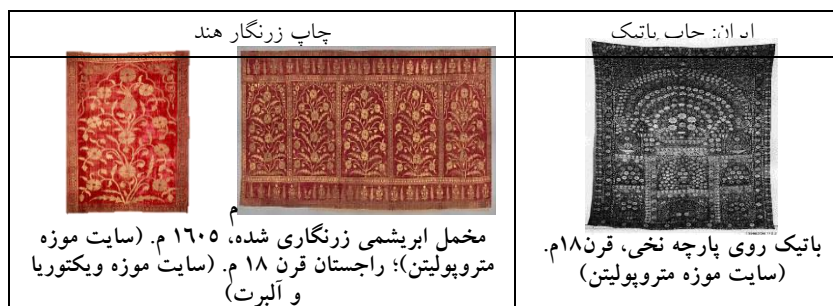 ایران: چاپ باتیک
چاپ زرنگار هند
باتیک روی پارچه نخی، قرن۱۸م.
(سایت موزه متروپولیتن)
م
مخمل ابریشمی زرنگاری شده، ۱٦۰۵ م. (سایت موزه
متروپولیتن)؛ راجستان قرن ۱۸ م. (سایت موزه ویکتوریا
و آلبرت)